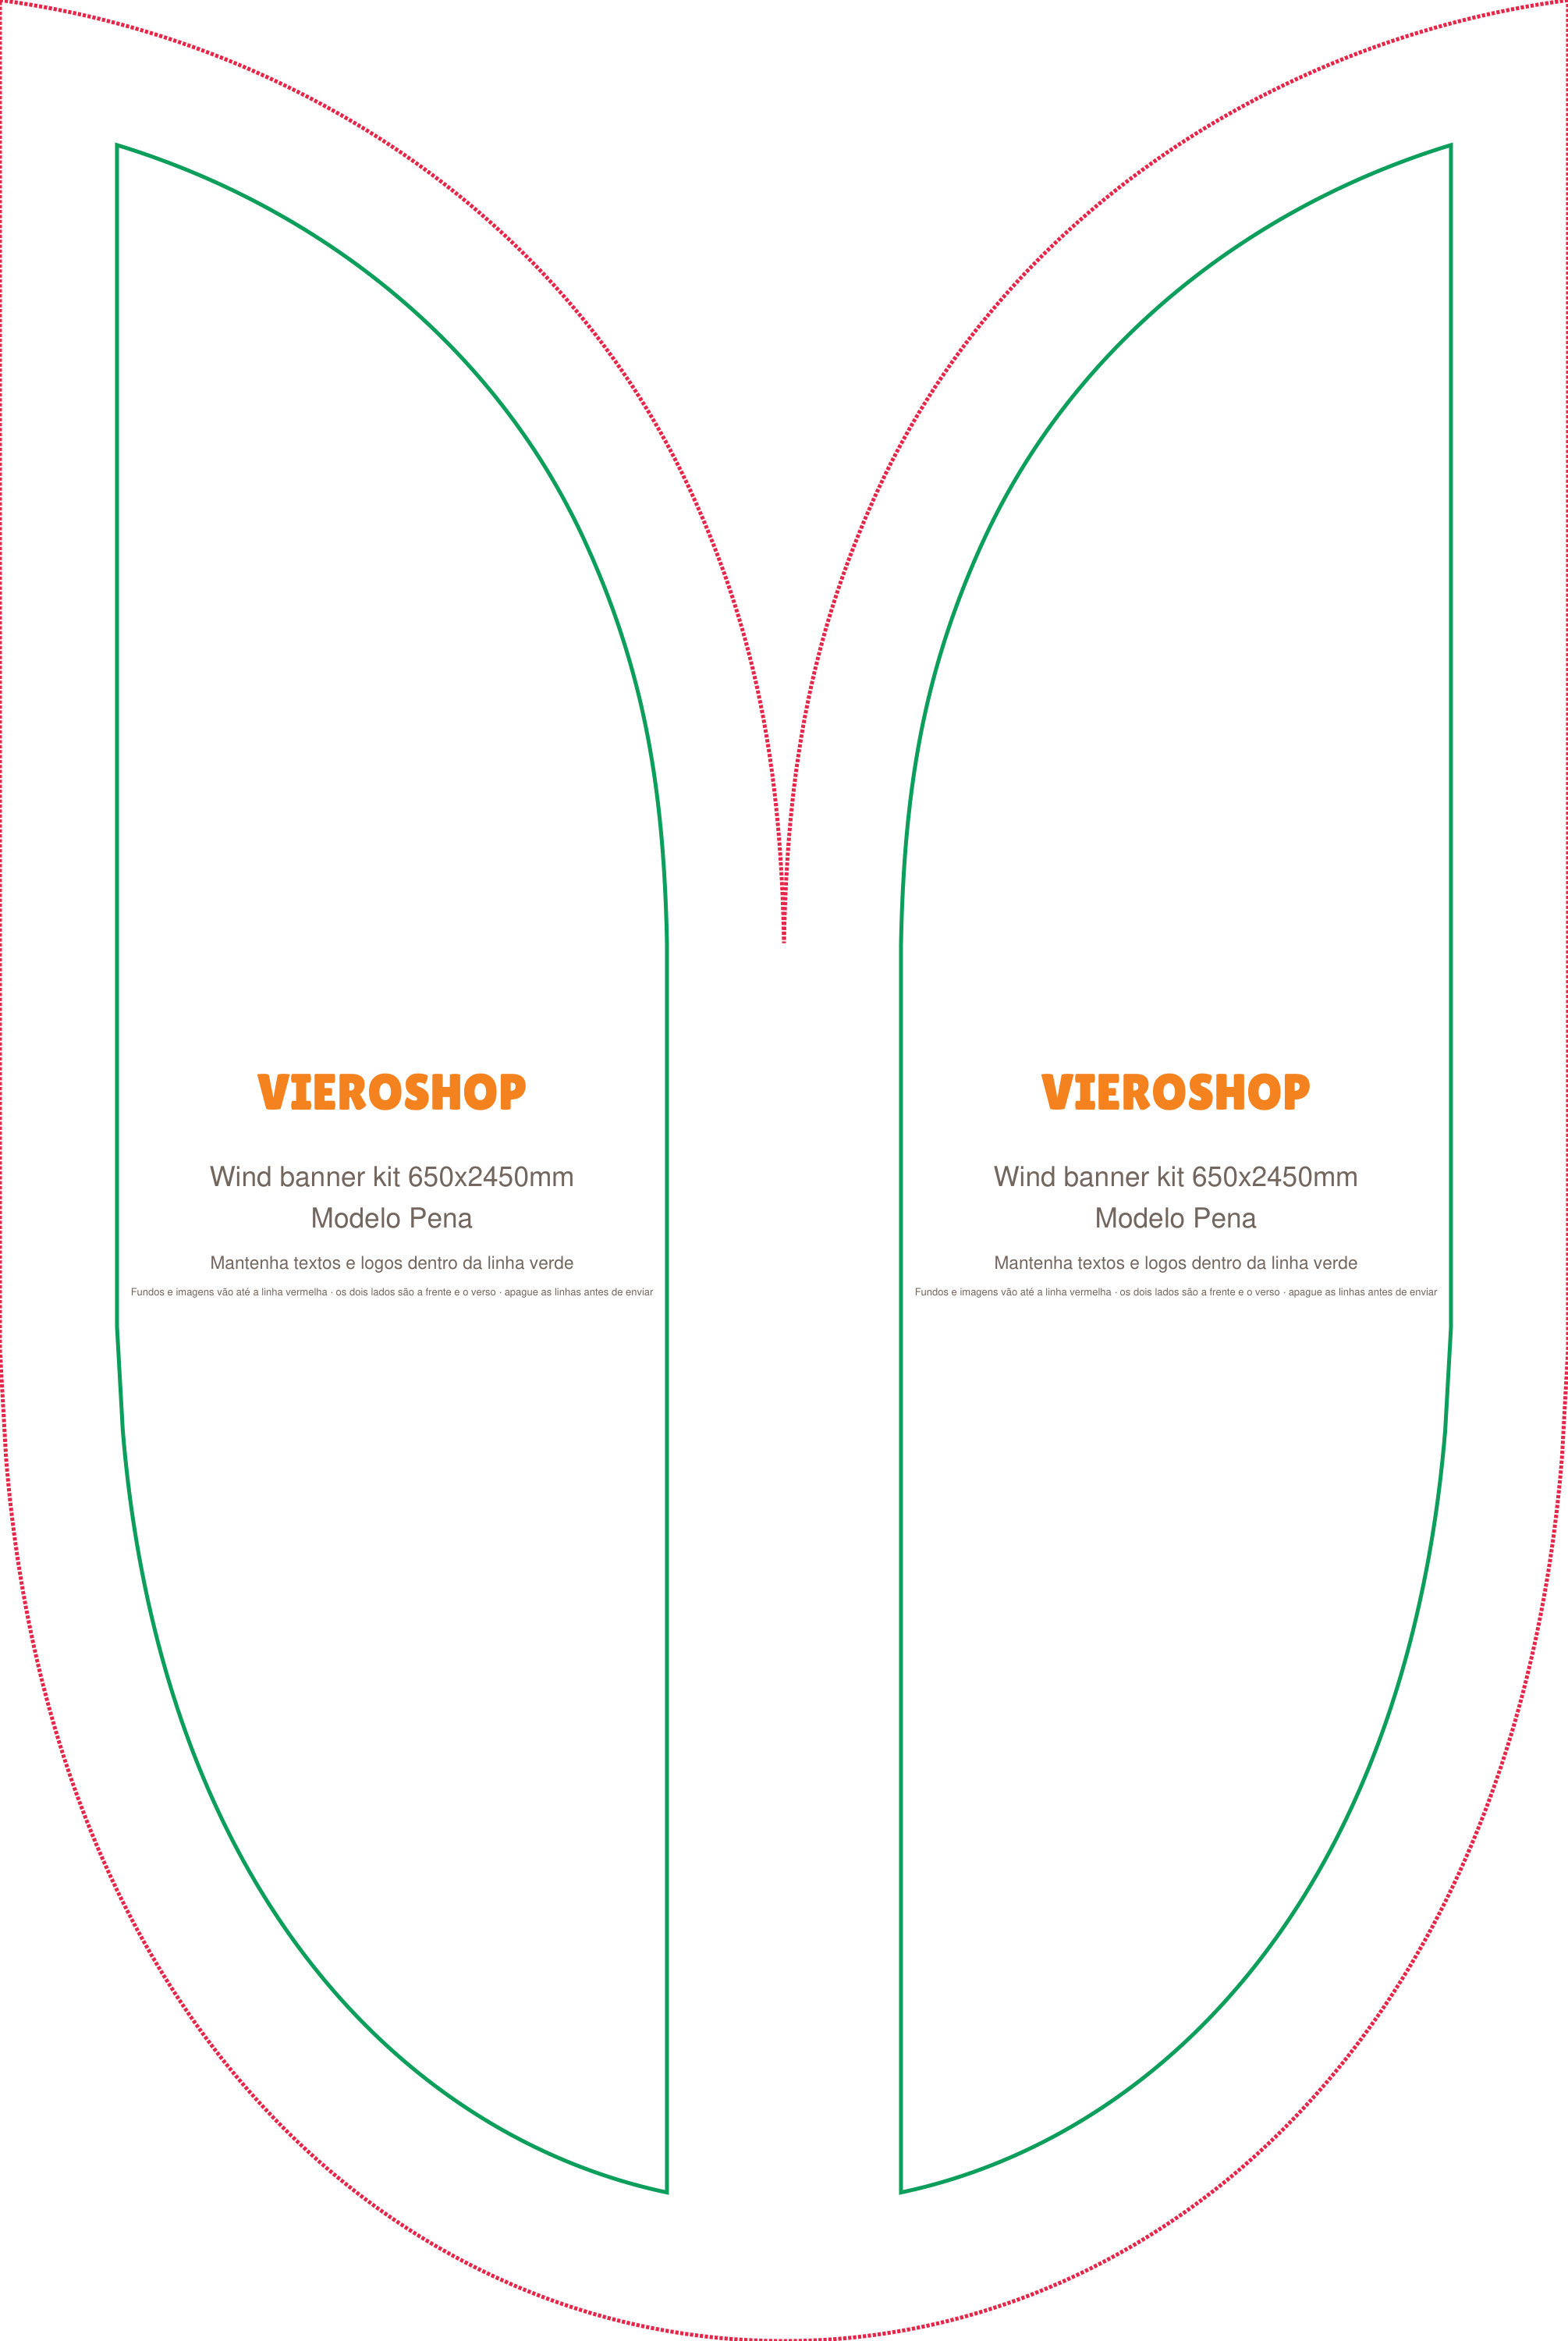 VIEROSHOP
Wind banner kit 650x2450mm
Modelo Pena
Mantenha textos e logos dentro da linha verde
Fundos e imagens vão até a linha vermelha · os dois lados são a frente e o verso · apague as linhas antes de enviar
VIEROSHOP
Wind banner kit 650x2450mm
Modelo Pena
Mantenha textos e logos dentro da linha verde
Fundos e imagens vão até a linha vermelha · os dois lados são a frente e o verso · apague as linhas antes de enviar